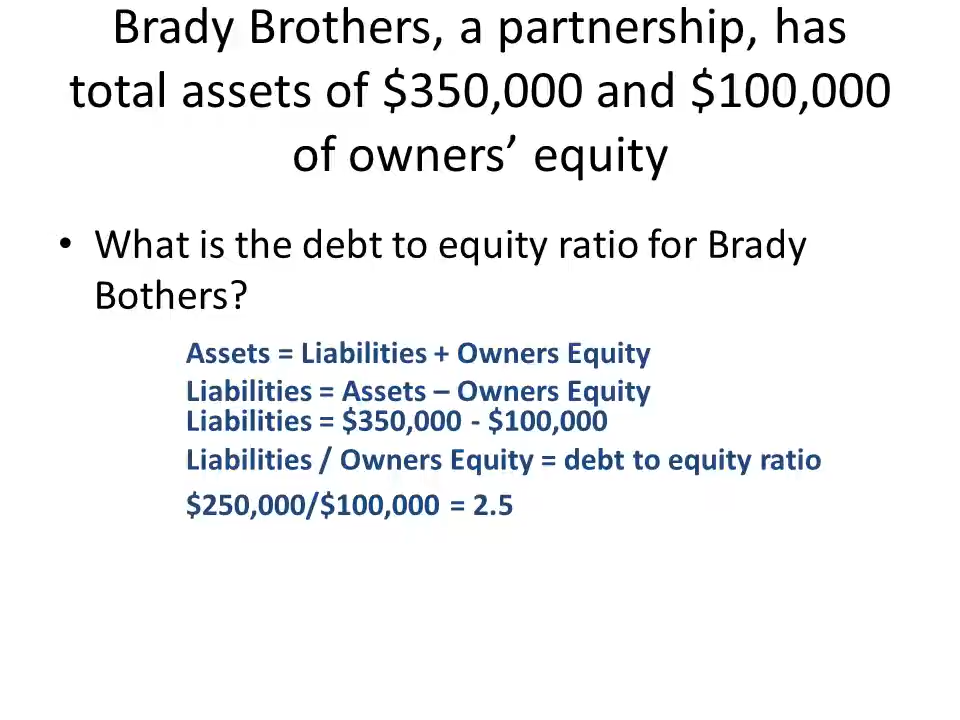 Brady Brothers, a partnership, has
total assets of $350,000 and $100,000
of owners’ equity
• What is the debt to equity ratio for Brady
Bothers?
Assets = Liabilities + Owners Equity
Liabilities = Assets – Owners Equity
Liabilities = $350,000 - $100,000
Liabilities / Owners Equity = debt to equity ratio
$250,000/$100,000 = 2.5